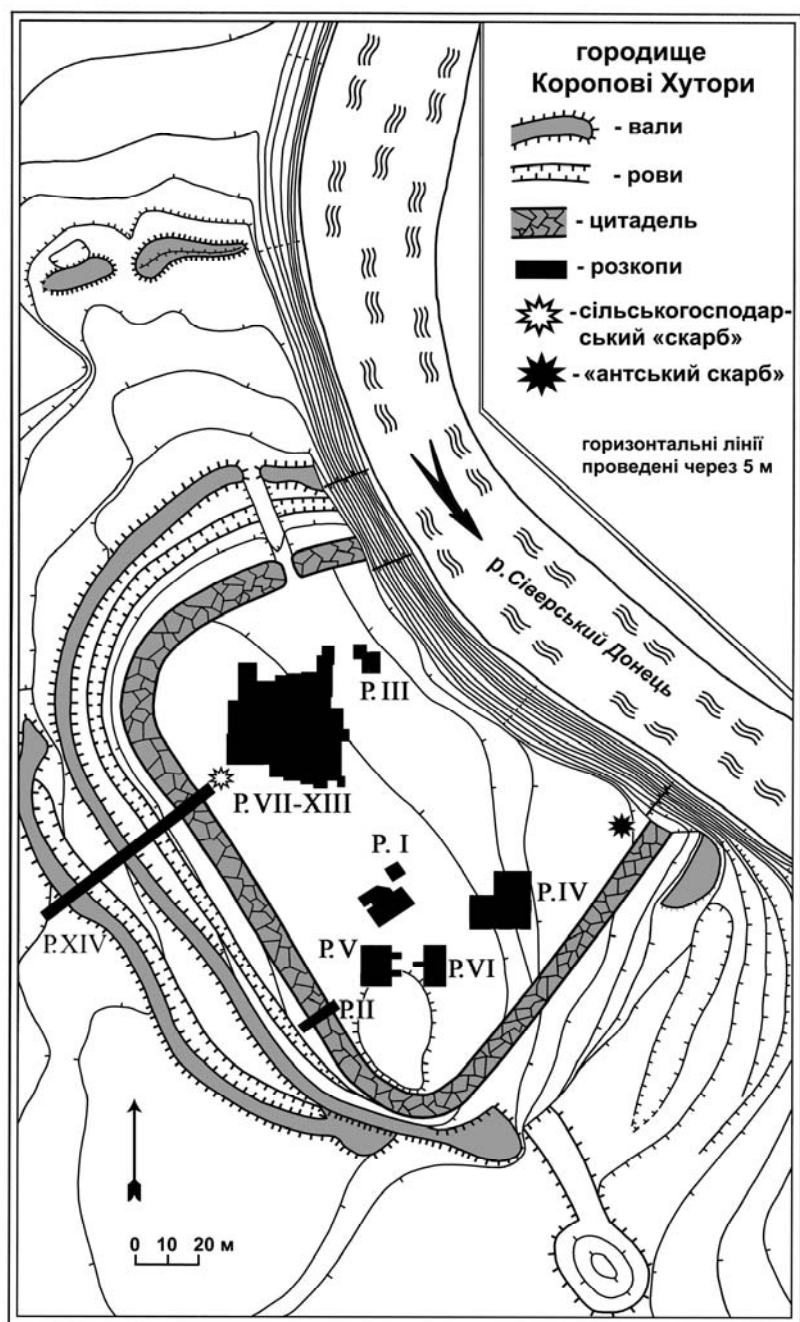 городище
Коропові Хутори
- вали
- рови
- цитадель
- розкопи
- сільськогосподар-
ський «скарб»
- «антський скарб»
горизонтальні лінії
проведені через 5 м
р. Сіверський Донець
Р. III
Р. VII-XIII
Р. I
Р. IV
Р. XIV
Р. V
Р. VI
Р. II
0 10 20 м